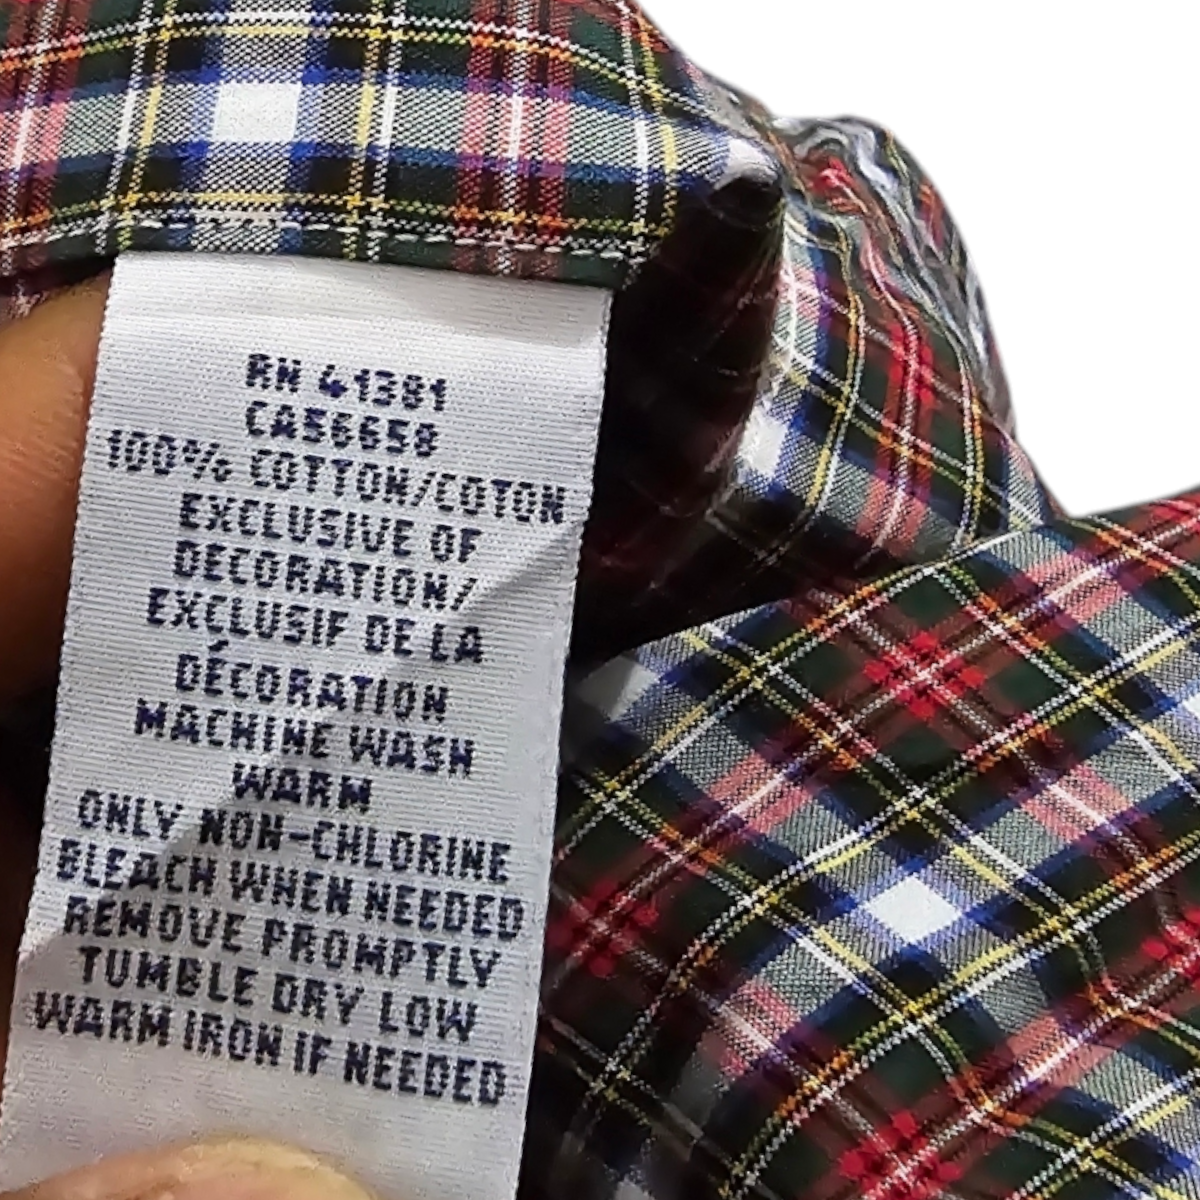 RN 41381
CA56658
100% COTTON/COTON
EXCLUSIVE OF
DECORATION/
EXCLUSIF DE LA
DÉCORATION
MACHINE WASH
WARM
ONLY NON-CHLORINE
BLEACH WHEN NEEDED
REMOVE PROMPTLY
TUMBLE DRY LOW
WARM IRON IF NEEDED